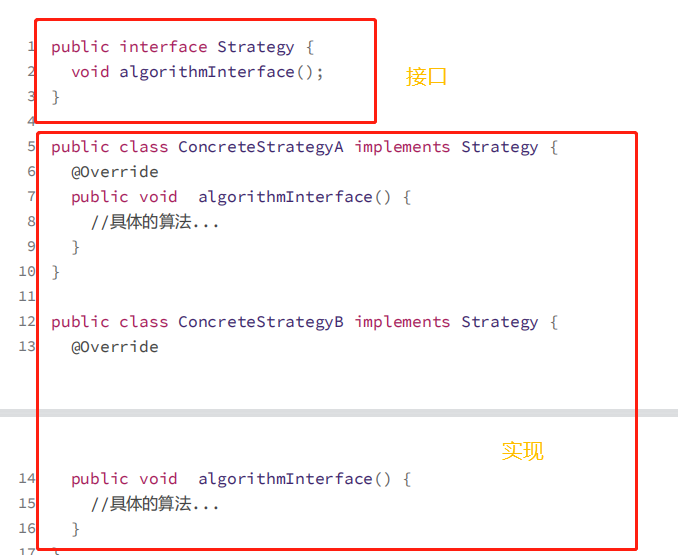 1 public interface Strategy {
2 void algorithmInterface();
接口
3 }
4
5 public class ConcreteStrategyA implements Strategy {
6 @Override
7 public void  algorithmInterface() {
8 //具体的算法...
9 }
10 }
11
12 public class ConcreteStrategyB implements Strategy {
13 @Override
实现
14 public void  algorithmInterface() {
15 //具体的算法...
16 }
17 }